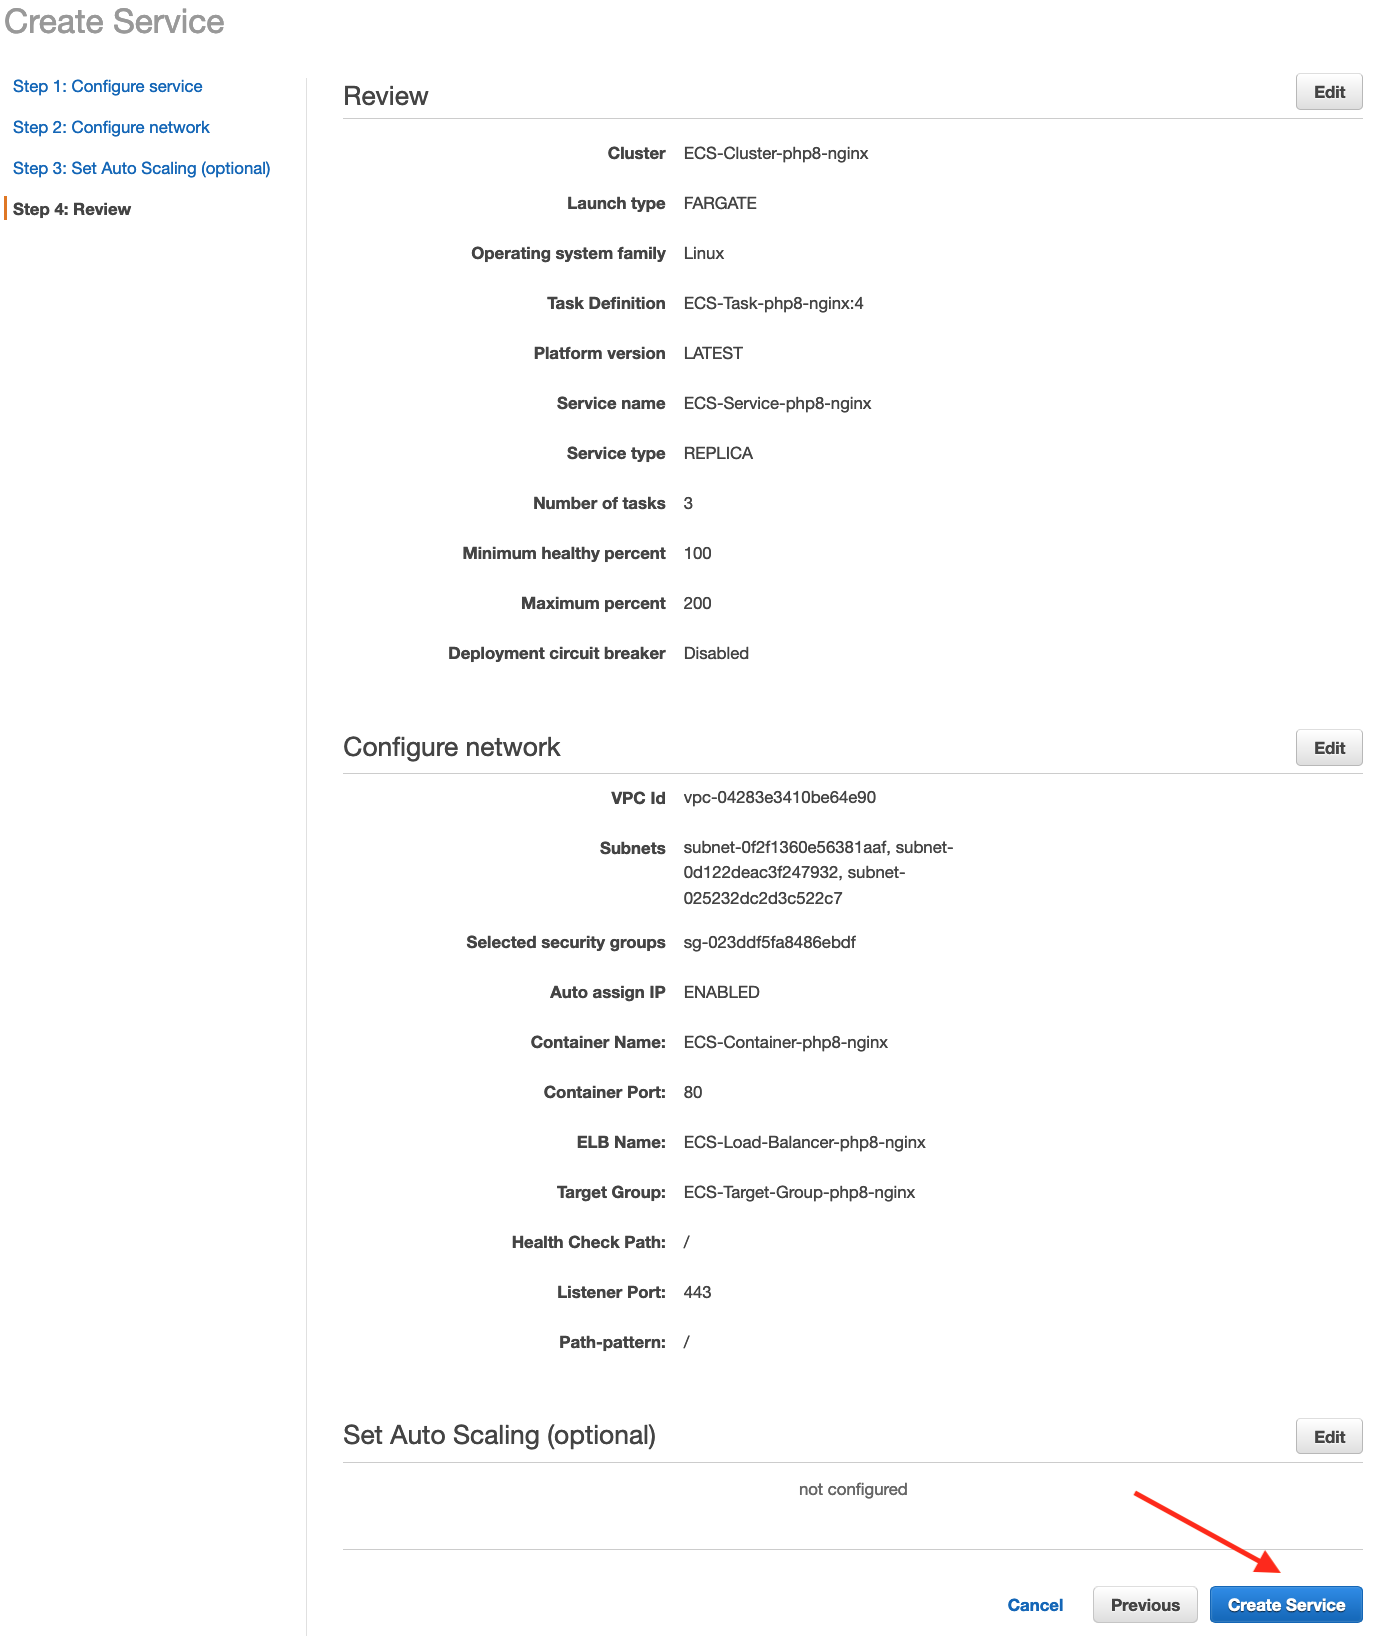 Create Service
Step 1: Configure service
Step 2: Configure network
Step 3: Set Auto Scaling (optional)
Step 4: Review
Review
Edit
Cluster ECS-Cluster-php8-nginx
Launch type FARGATE
Operating system family Linux
Task Definition ECS-Task-php8-nginx:4
Platform version LATEST
Service name ECS-Service-php8-nginx
Service type REPLICA
Number of tasks 3
Minimum healthy percent 100
Maximum percent 200
Deployment circuit breaker Disabled
Configure network
Edit
VPC Id vpc-04283e3410be64e90
Subnets subnet-0f2f1360e56381aaf, subnet-
0d122deac3f247932, subnet-
025232dc2d3c522c7
Selected security groups sg-023ddf5fa8486ebdf
Auto assign IP ENABLED
Container Name: ECS-Container-php8-nginx
Container Port: 80
ELB Name: ECS-Load-Balancer-php8-nginx
Target Group: ECS-Target-Group-php8-nginx
Health Check Path: /
Listener Port: 443
Path-pattern: /
Set Auto Scaling (optional)
Edit
not configured
Cancel
Previous
Create Service